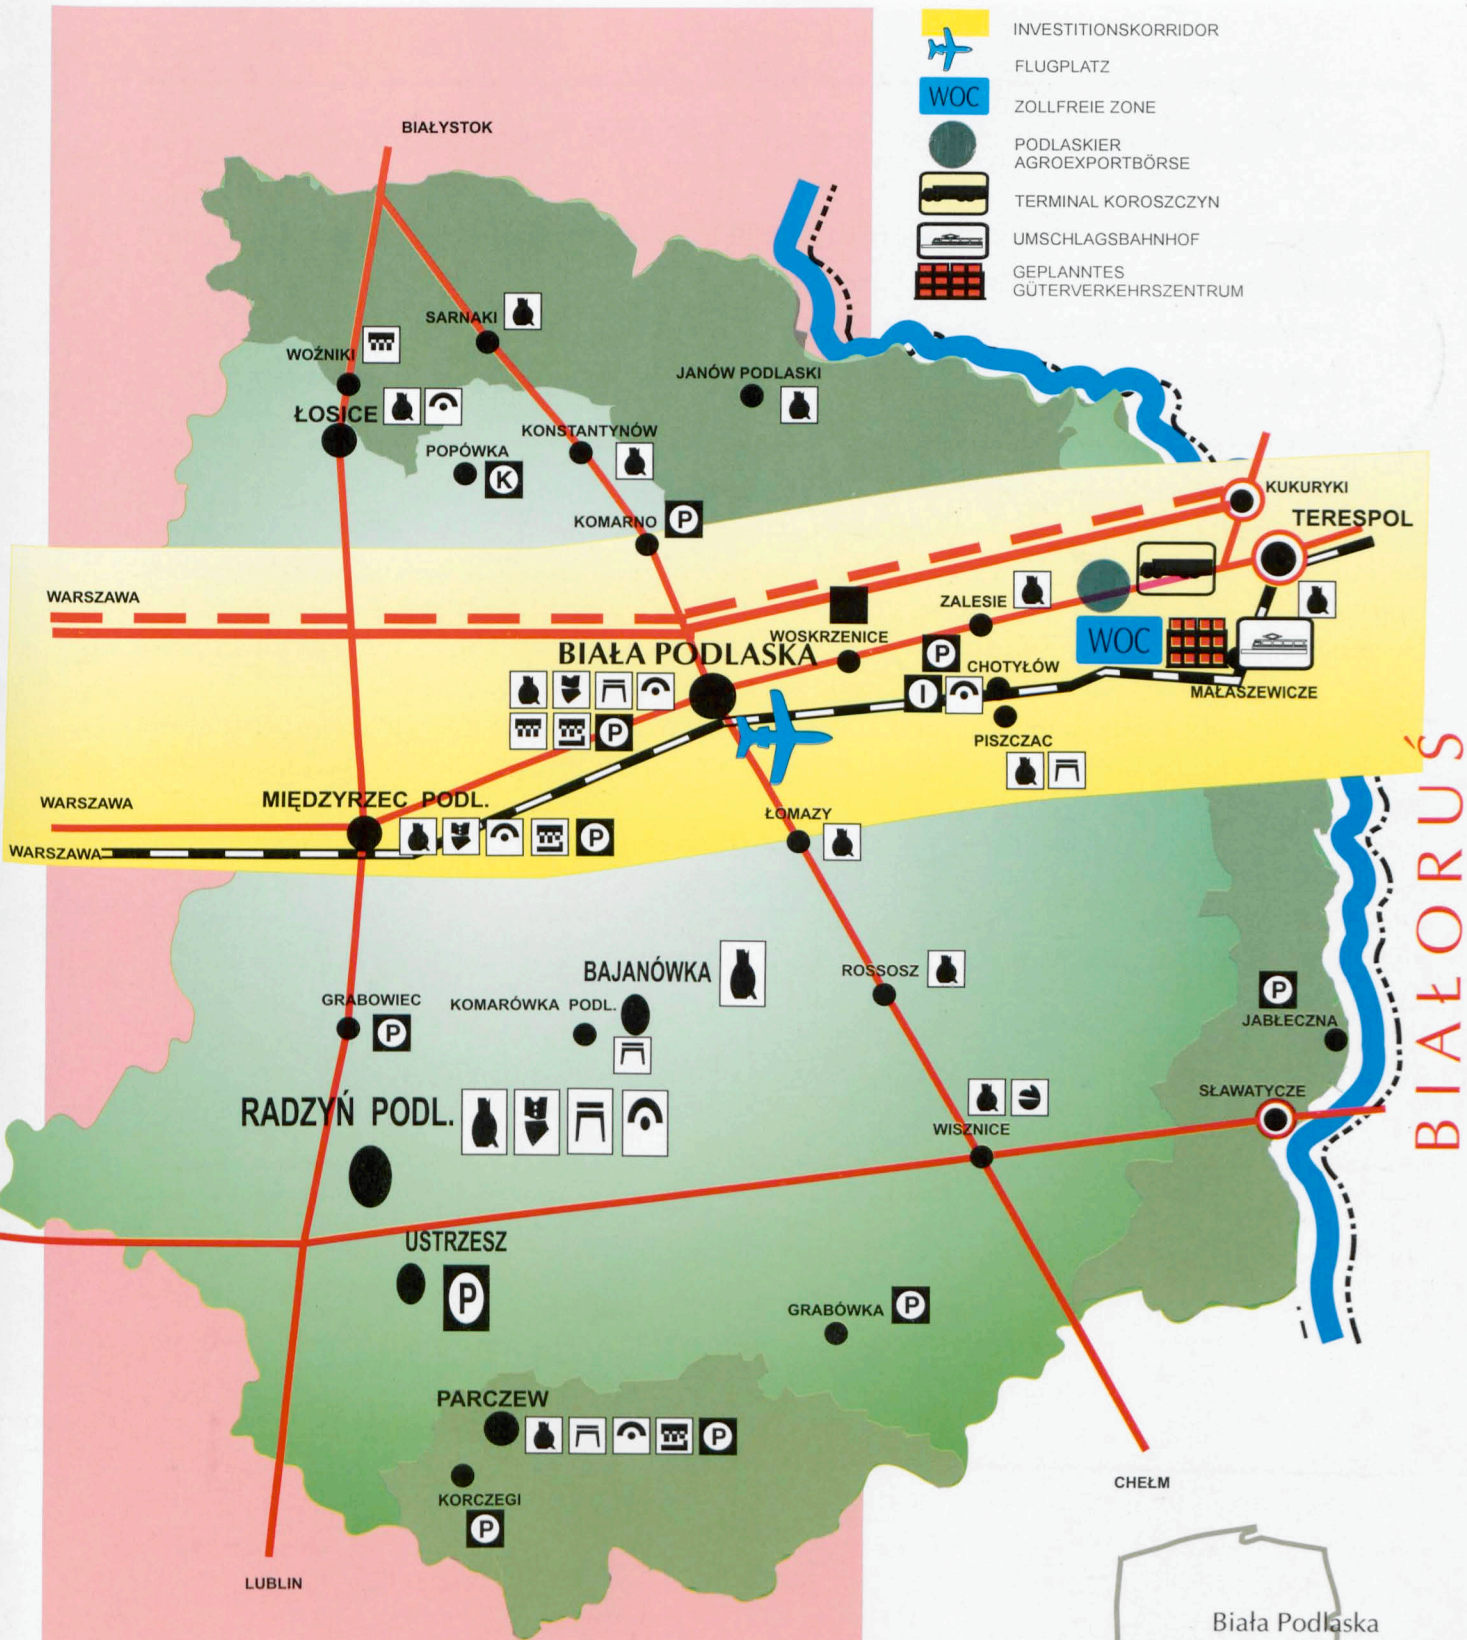 INVESTITIONSKORRIDOR
FLUGPLATZ
WOC
ZOLLFREIE ZONE
PODLASKIER
AGROEXPORTBÖRSE
TERMINAL KOROSZCZYN
UMSCHLAGSBAHNHOF
GEPLANNTES
GÜTERVERKEHRSZENTRUM
BIAŁYSTOK
SARNAKI
WOŹNIKI
JANÓW PODLASKI
ŁOSICE
KONSTANTYNÓW
POPÓWKA
K
KUKURYKI
KOMARNO
P
TERESPOL
WARSZAWA
ZALESIE
WOSKRZENICE
WOC
BIAŁA PODLASKA
P
CHOTYŁÓW
I
MAŁASZEWICZE
P
PISZCZAC
WARSZAWA
MIĘDZYRZEC PODL.
ŁOMAZY
P
WARSZAWA
BIAŁORUŚ
BAJANÓWKA
ROSSOSZ
GRABOWIEC
P
KOMARÓWKA PODL.
P
JABŁECZNA
RADZYŃ PODL.
SŁAWATYCZE
WISZNICE
USTRZESZ
P
GRABÓWKA
P
PARCZEW
P
KORCZEGI
P
CHEŁM
LUBLIN
Biała Podlaska